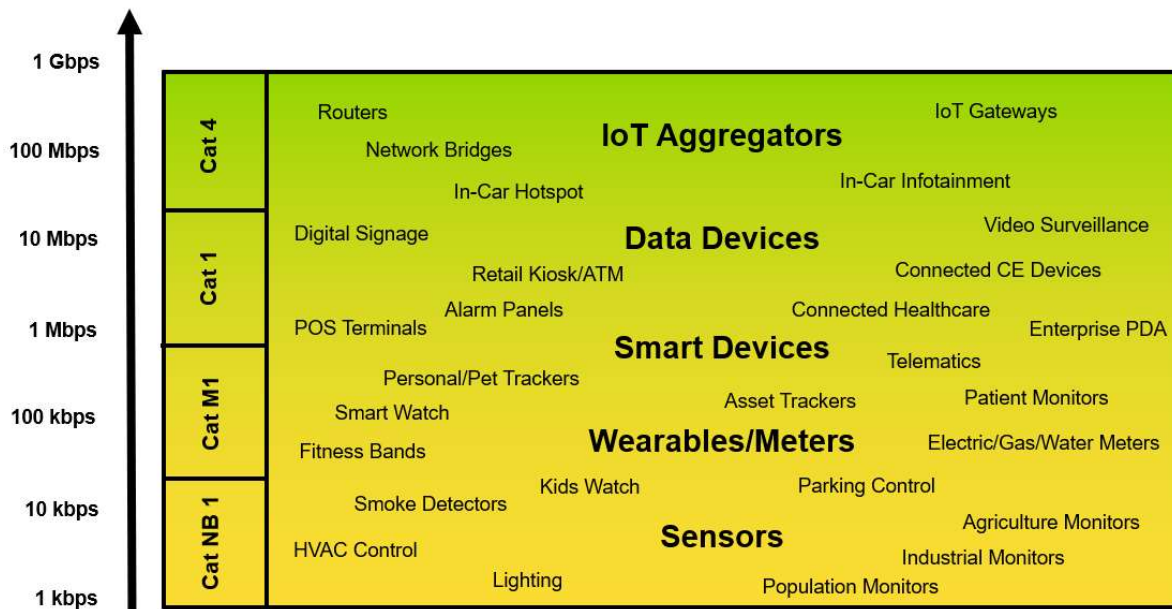 1 Gbps
100 Mbps
10 Mbps
1 Mbps
100 kbps
10 kbps
1 kbps
Cat 4
Cat 1
Cat M1
Cat NB 1
Routers
IoT Gateways
IoT Aggregators
Network Bridges
In-Car Infotainment
In-Car Hotspot
Video Surveillance
Digital Signage
Data Devices
Connected CE Devices
Retail Kiosk/ATM
Alarm Panels
Connected Healthcare
POS Terminals
Enterprise PDA
Smart Devices
Telematics
Personal/Pet Trackers
Asset Trackers
Patient Monitors
Smart Watch
Wearables/Meters
Electric/Gas/Water Meters
Fitness Bands
Kids Watch
Parking Control
Smoke Detectors
Agriculture Monitors
Sensors
HVAC Control
Industrial Monitors
Lighting
Population Monitors